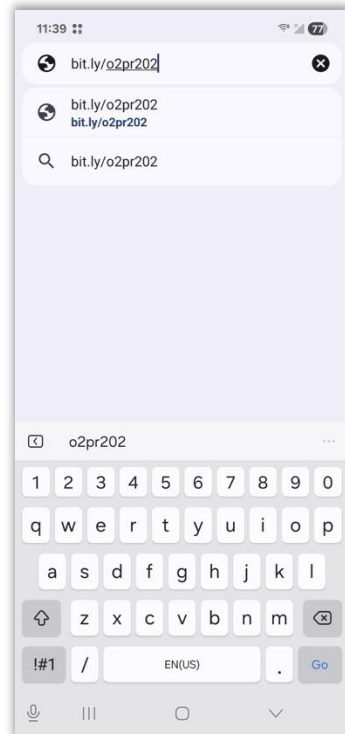 11:39
77
bit.ly/o2pr202
bit.ly/o2pr202
bit.ly/o2pr202
bit.ly/o2pr202
o2pr202
1 2 3 4 5 6 7 8 9 0
q w e r t y u i o p
a s d f g h j k l
z x c v b n m
!#1 / EN(US) . Go